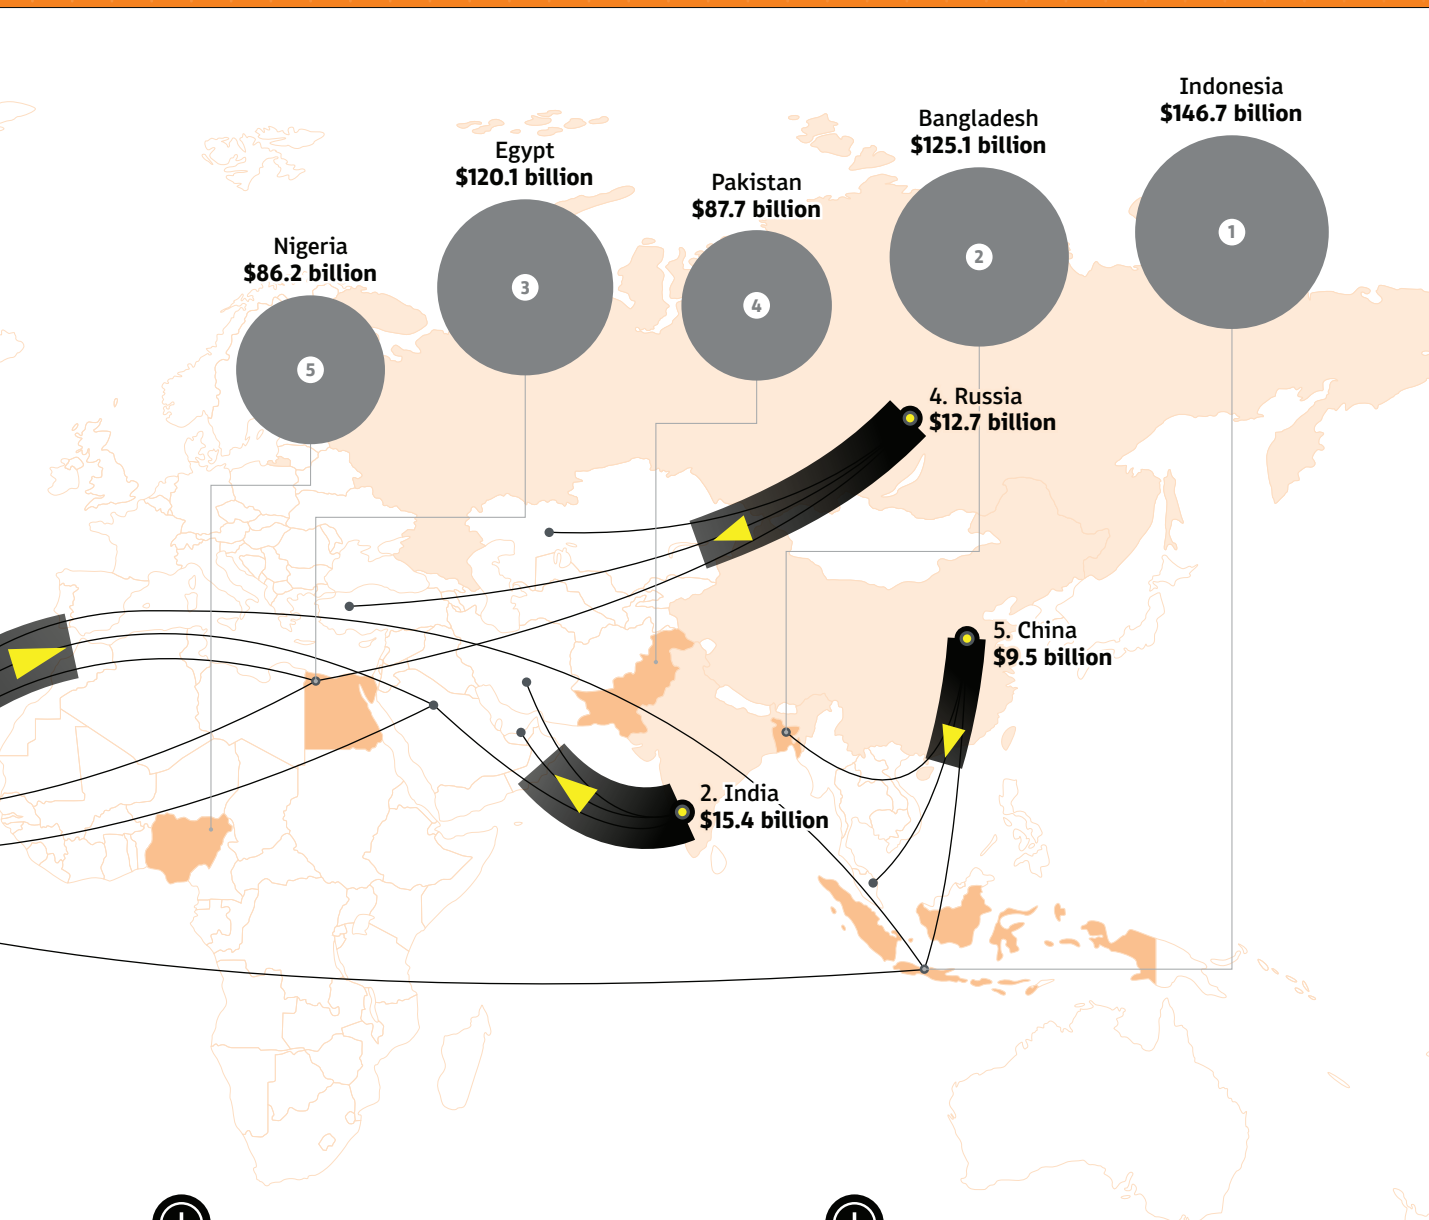 Indonesia
$146.7 billion
1
Bangladesh
$125.1 billion
2
Egypt
$120.1 billion
3
Pakistan
$87.7 billion
4
Nigeria
$86.2 billion
5
4. Russia
$12.7 billion
5. China
$9.5 billion
2. India
$15.4 billion